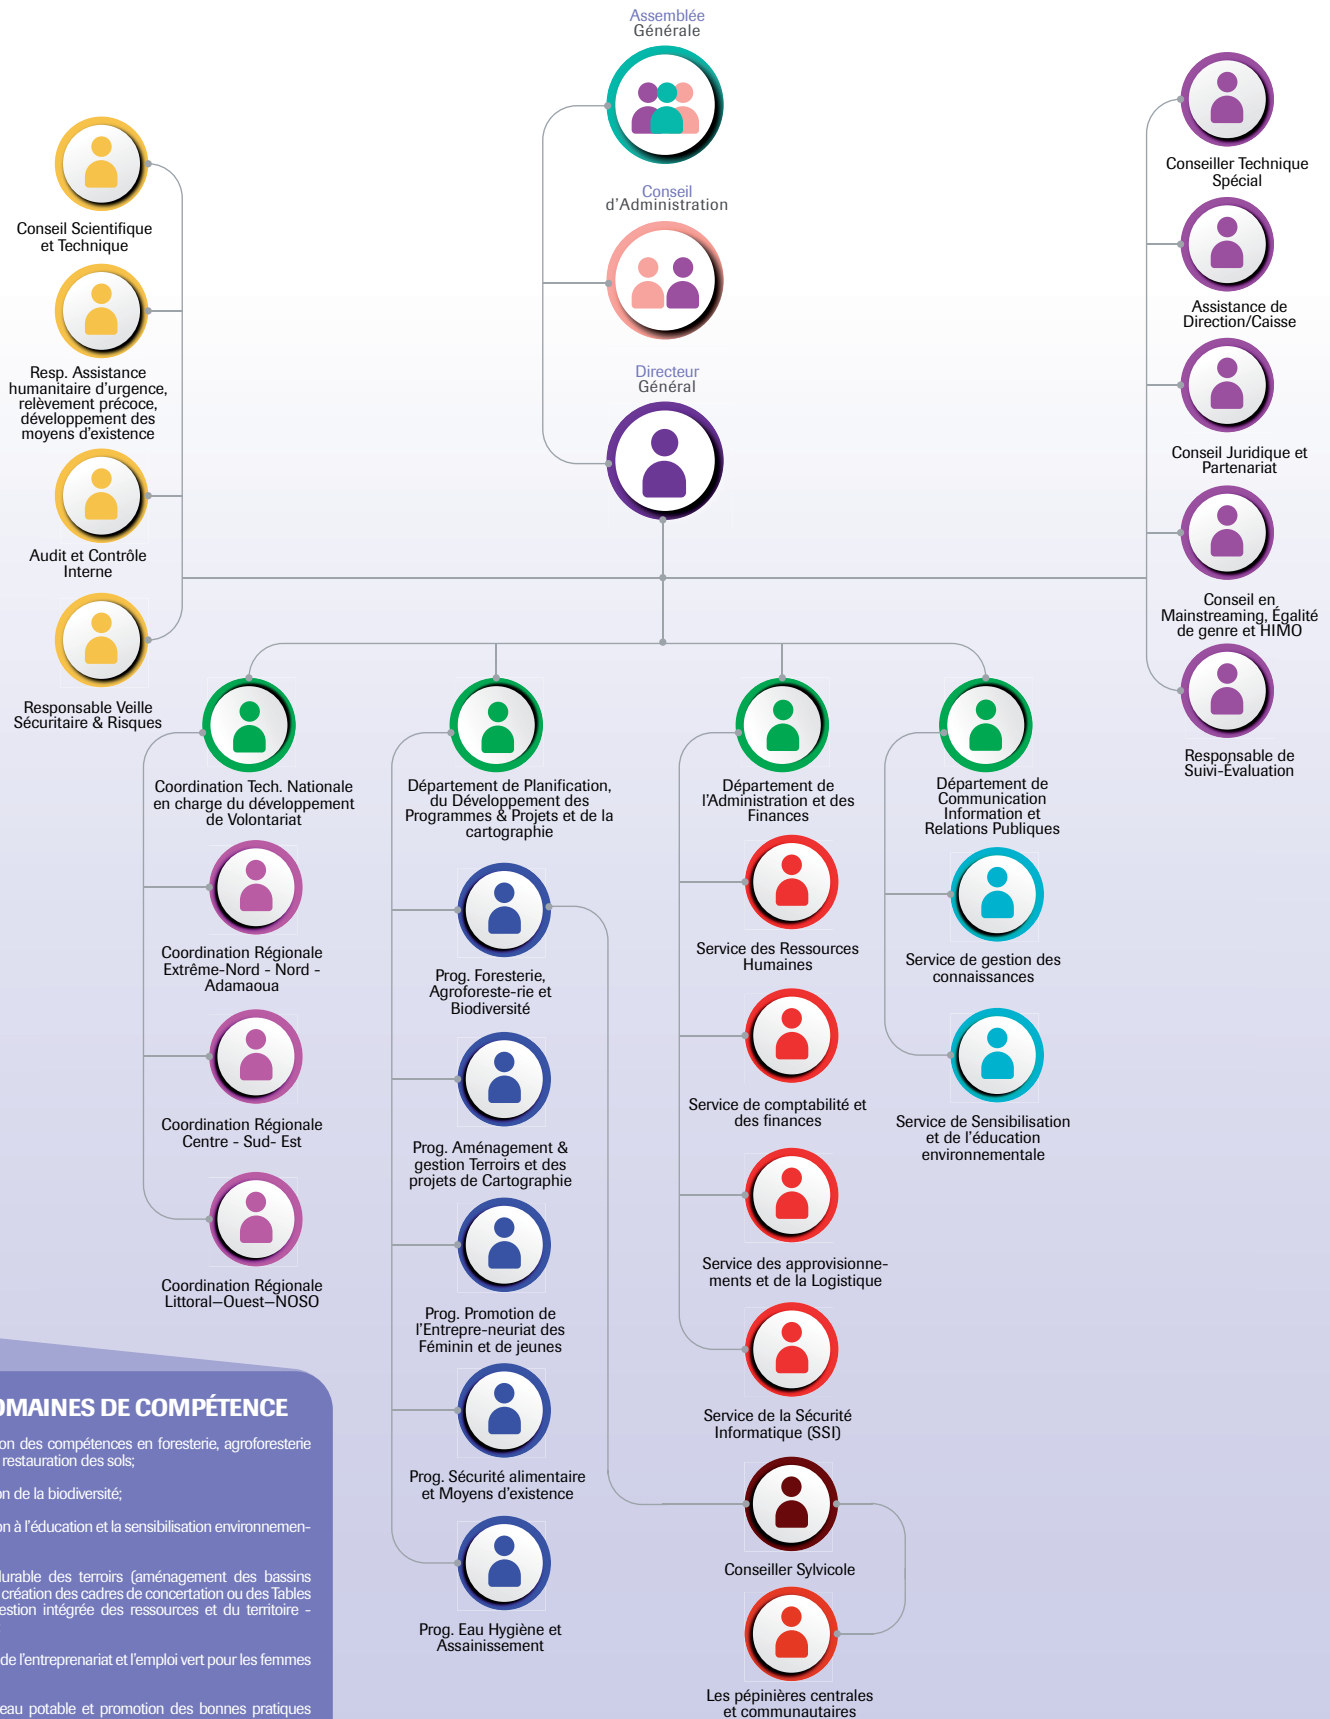 Assemblée
Générale
Conseil
d'Administration
Directeur
Général
Conseil Scientifique
et Technique
Resp. Assistance
humanitaire d'urgence,
relèvement précoce,
développement des
moyens d'existence
Audit et Contrôle
Interne
Responsable Veille
Sécuritaire & Risques
Conseiller Technique
Spécial
Assistance de
Direction/Caisse
Conseil Juridique et
Partenariat
Conseil en
Mainstreaming, Égalité
de genre et HIMO
Responsable de
Suivi-Évaluation
Coordination Tech. Nationale
en charge du développement
de Volontariat
Coordination Régionale
Extrême-Nord - Nord -
Adamaoua
Coordination Régionale
Centre - Sud- Est
Coordination Régionale
Littoral–Ouest–NOSO
Département de Planification,
du Développement des
Programmes & Projets et de la
cartographie
Prog. Foresterie,
Agroforeste-rie et
Biodiversité
Prog. Aménagement &
gestion Terroirs et des
projets de Cartographie
Prog. Promotion de
l'Entrepre-neuriat des
Féminin et de jeunes
Prog. Sécurité alimentaire
et Moyens d'existence
Prog. Eau Hygiène et
Assainissement
Département de
l'Administration et des
Finances
Service des Ressources
Humaines
Service de comptabilité et
des finances
Service des approvisionne-
ments et de la Logistique
Service de la Sécurité
Informatique (SSI)
Conseiller Sylvicole
Les pépinières centrales
et communautaires
Département de
Communication
Information et
Relations Publiques
Service de gestion des
connaissances
Service de Sensibilisation
et de l'éducation
environnementale
OMAINES DE COMPÉTENCE
on des compétences en foresterie, agroforesterie
restauration des sols;
on de la biodiversité;
on à l'éducation et la sensibilisation environnemen-
durable des terroirs (aménagement des bassins
création des cadres de concertation ou des Tables
estion intégrée des ressources et du territoire -
de l'entreprenariat et l'emploi vert pour les femmes
eau potable et promotion des bonnes pratiques